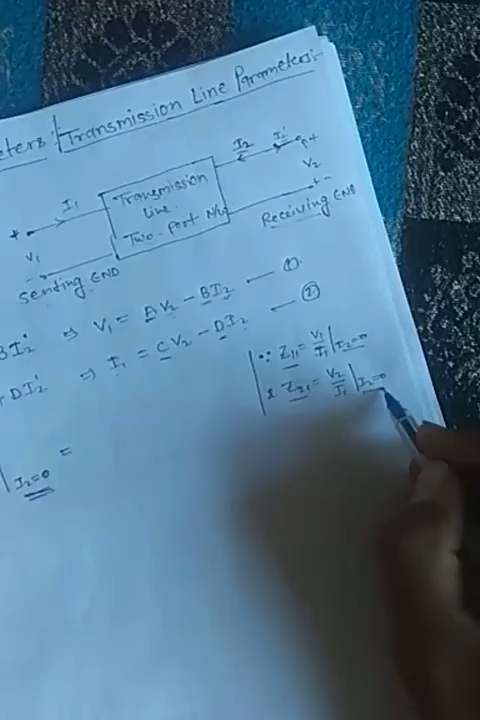 eters :- Transmission Line Parameters :-
I1
I2
I2'
+
+
V1
V2
-
Transmission
Line
Two-Port N/W
Sending END
Receiving END
BI2' ⇒ V1 = AV2 - BI2 — ①
+ DI2' ⇒ I1 = CV2 - DI2 — ②
∵ Z11 = V1/I1 | I2=0
& Z21 = V2/I1 | I2=0
| I2=0 =